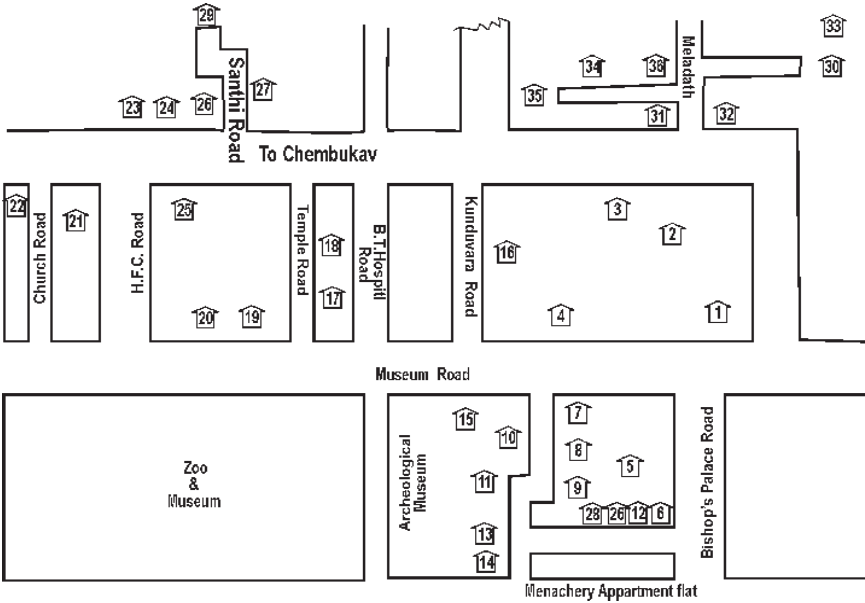 29
33
34
36
Meladath
30
27
35
23
24
26
Santhi Road
31
32
To Chembukav
22
Church Road
21
H.F.C. Road
25
Temple Road
18
B.T.Hospitl
Road
Kunduvara Road
16
3
2
17
20
19
4
1
Museum Road
Zoo
&
Museum
Archeological
Museum
15
10
11
13
14
7
8
5
9
28
26
12
6
Bishop's Palace Road
Menachery Appartment flat